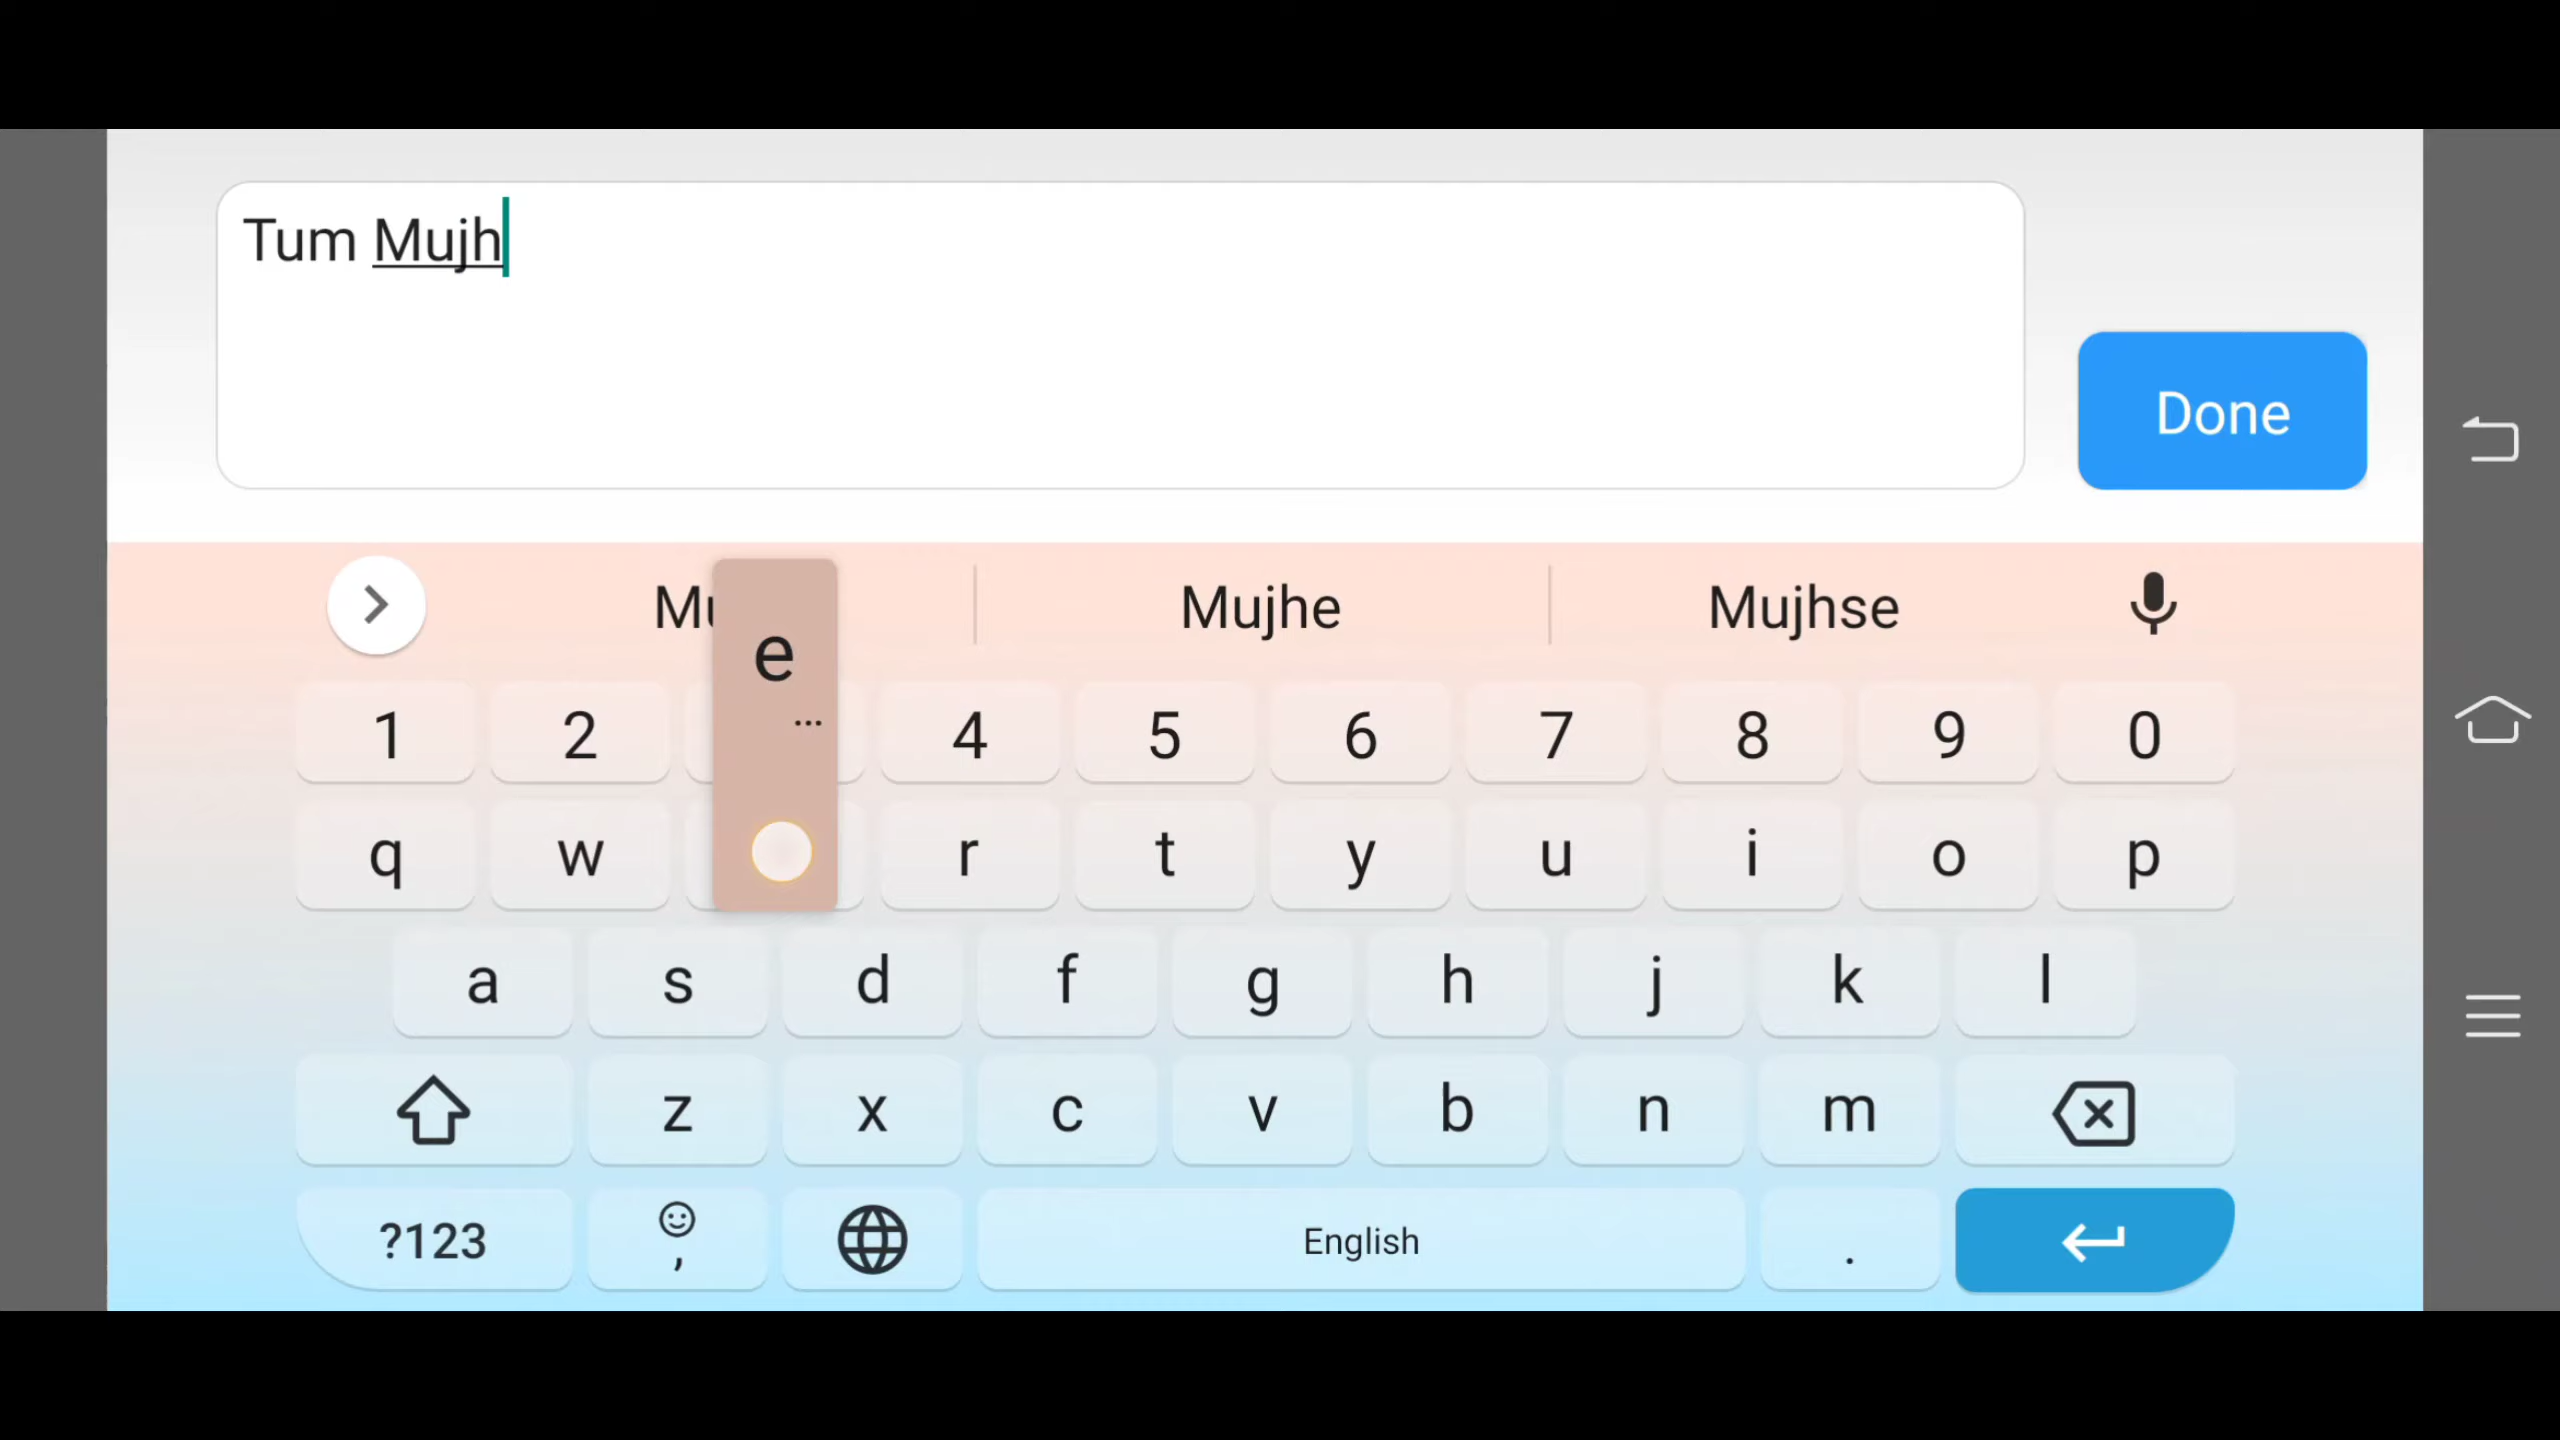 Tum Mujh
Done
Mujhe
Mujhse
e
...
1 2 4 5 6 7 8 9 0
q w r t y u i o p
a s d f g h j k l
z x c v b n m
?123 , English .